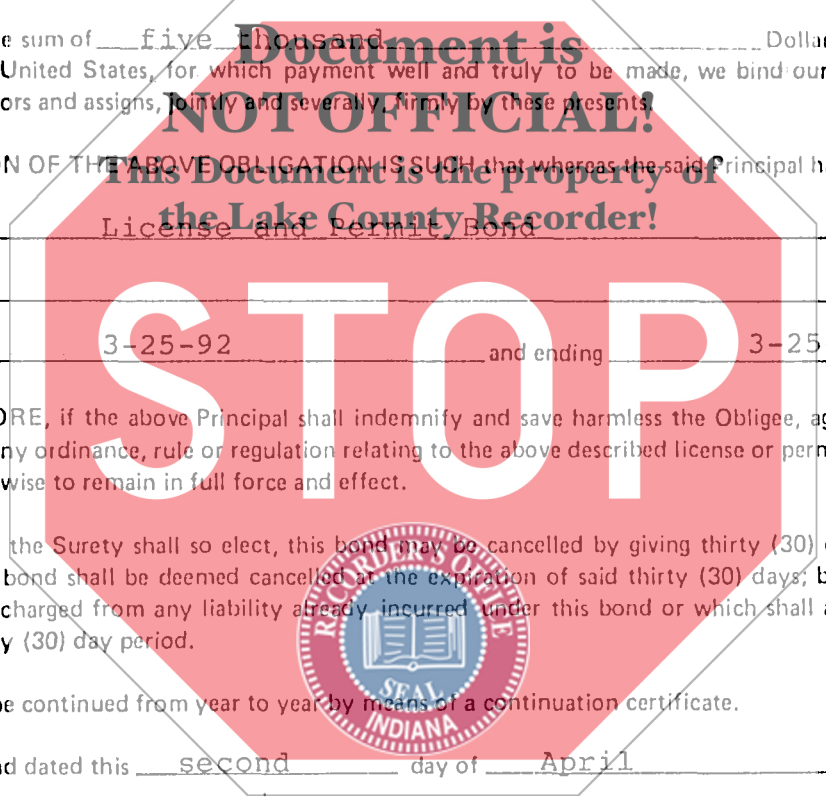 e sum of five thousand Dollar
Document is
United States, for which payment well and truly to be made, we bind our
ors and assigns, jointly and severally, firmly by these presents.
NOT OFFICIAL!
N OF THE ABOVE OBLIGATION IS SUCH that whereas the said Principal h
This Document is the property of
the Lake County Recorder!
License and Permit Bond
STOP
3-25-92 and ending 3-25
ORE, if the above Principal shall indemnify and save harmless the Obligee, ag
ny ordinance, rule or regulation relating to the above described license or perm
wise to remain in full force and effect.
the Surety shall so elect, this bond may be cancelled by giving thirty (30)
bond shall be deemed cancelled at the expiration of said thirty (30) days; b
charged from any liability already incurred under this bond or which shall a
y (30) day period.
RECORDER'S OFFICE
SEAL
INDIANA
e continued from year to year by means of a continuation certificate.
d dated this second day of April